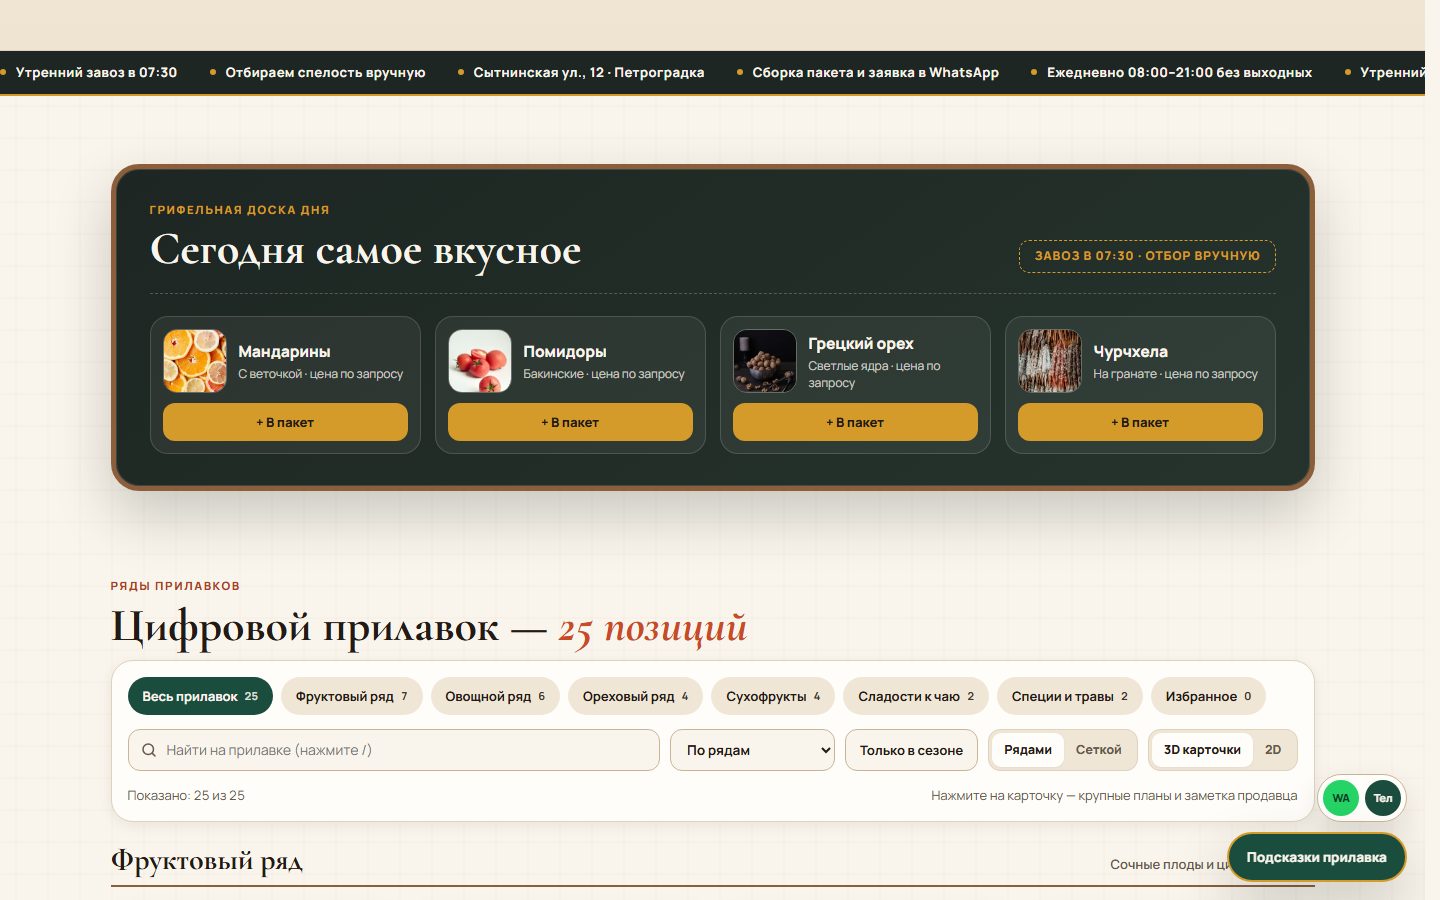 Утренний завоз в 07:30
Отбираем спелость вручную
Сытнинская ул., 12 · Петроградка
Сборка пакета и заявка в WhatsApp
Ежедневно 08:00–21:00 без выходных
Утренний
ГРИФЕЛЬНАЯ ДОСКА ДНЯ
Сегодня самое вкусное
ЗАВОЗ В 07:30 · ОТБОР ВРУЧНУЮ
Мандарины
С веточкой · цена по запросу
+ В пакет
Помидоры
Бакинские · цена по запросу
+ В пакет
Грецкий орех
Светлые ядра · цена по
запросу
+ В пакет
Чурчхела
На гранате · цена по запросу
+ В пакет
РЯДЫ ПРИЛАВКОВ
Цифровой прилавок — 25 позиций
Весь прилавок 25
Фруктовый ряд 7
Овощной ряд 6
Ореховый ряд 4
Сухофрукты 4
Сладости к чаю 2
Специи и травы 2
Избранное 0
Найти на прилавке (нажмите /)
По рядам
Только в сезоне
Рядами
Сеткой
3D карточки
2D
Показано: 25 из 25
Нажмите на карточку — крупные планы и заметка продавца
WA
Тел
Фруктовый ряд
Сочные плоды и
Подсказки прилавка